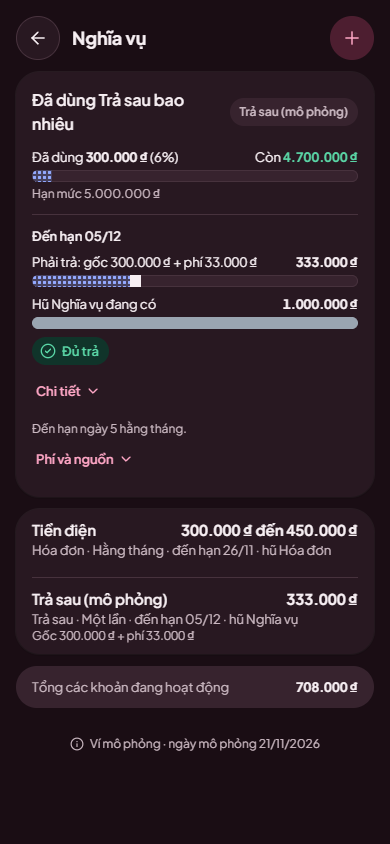 Nghĩa vụ
Đã dùng Trả sau bao
nhiêu
Trả sau (mô phỏng)
Đã dùng 300.000 ₫ (6%)
Còn 4.700.000 ₫
Hạn mức 5.000.000 ₫
Đến hạn 05/12
Phải trả: gốc 300.000 ₫ + phí 33.000 ₫
333.000 ₫
Hũ Nghĩa vụ đang có
1.000.000 ₫
Đủ trả
Chi tiết
Đến hạn ngày 5 hằng tháng.
Phí và nguồn
Tiền điện
300.000 ₫ đến 450.000 ₫
Hóa đơn · Hằng tháng · đến hạn 26/11 · hũ Hóa đơn
Trả sau (mô phỏng)
333.000 ₫
Trả sau · Một lần · đến hạn 05/12 · hũ Nghĩa vụ
Gốc 300.000 ₫ + phí 33.000 ₫
Tổng các khoản đang hoạt động
708.000 ₫
Ví mô phỏng · ngày mô phỏng 21/11/2026